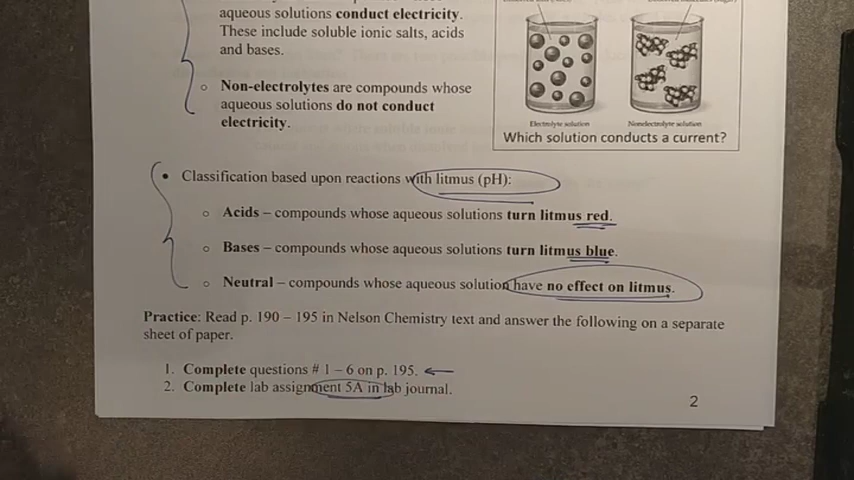 aqueous solutions conduct electricity.
These include soluble ionic salts, acids
and bases.
○ Non-electrolytes are compounds whose
aqueous solutions do not conduct
electricity.
Electrolyte solution
Nonelectrolyte solution
Which solution conducts a current?
• Classification based upon reactions with litmus (pH):
○ Acids – compounds whose aqueous solutions turn litmus red.
○ Bases – compounds whose aqueous solutions turn litmus blue.
○ Neutral – compounds whose aqueous solution have no effect on litmus.
Practice: Read p. 190 – 195 in Nelson Chemistry text and answer the following on a separate
sheet of paper.
1. Complete questions # 1 – 6 on p. 195.
2. Complete lab assignment 5A in lab journal.
2